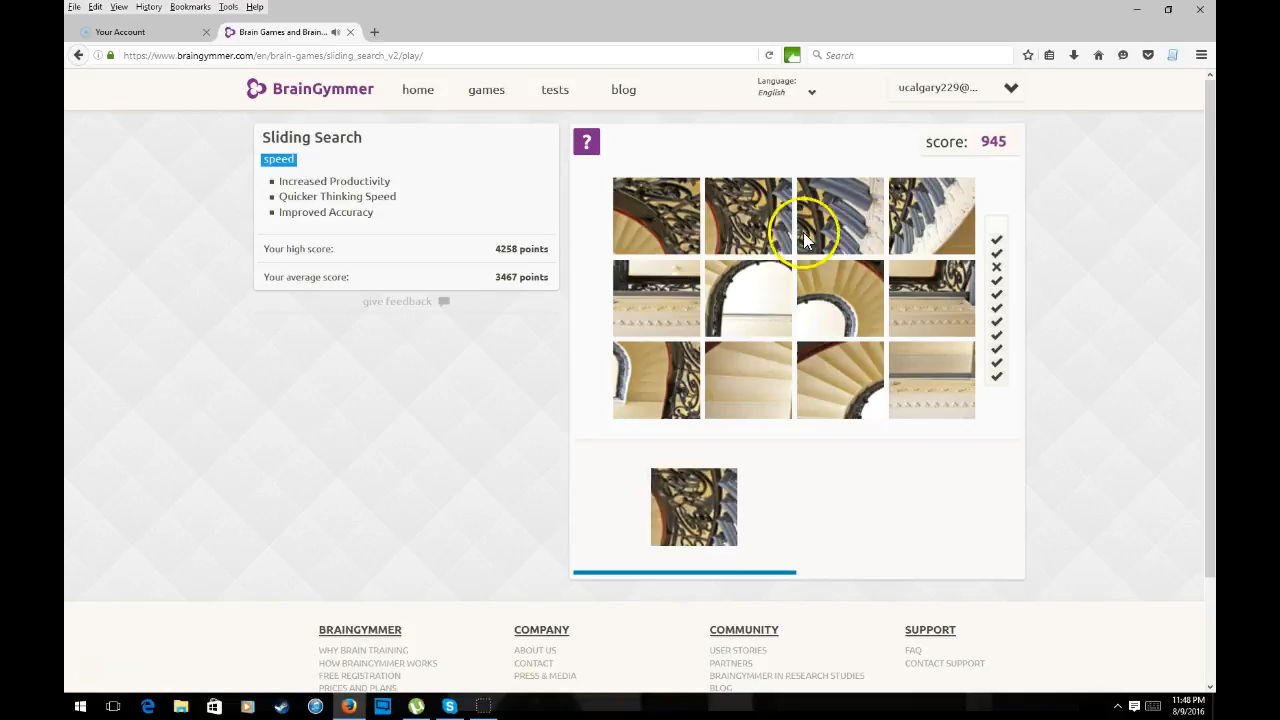 File Edit View History Bookmarks Tools Help
Your Account
Brain Games and Brain...
https://www.braingymmer.com/en/brain-games/sliding_search_v2/play/
Search
BrainGymmer
home games tests blog
Language:
English
ucalgary229@...
Sliding Search
speed
Increased Productivity
Quicker Thinking Speed
Improved Accuracy
Your high score: 4258 points
Your average score: 3467 points
give feedback
?
score: 945
BRAINGYMMER
WHY BRAIN TRAINING
HOW BRAINGYMMER WORKS
FREE REGISTRATION
PRICES AND PLANS
COMPANY
ABOUT US
CONTACT
PRESS & MEDIA
COMMUNITY
USER STORIES
PARTNERS
BRAINGYMMER IN RESEARCH STUDIES
BLOG
SUPPORT
FAQ
CONTACT SUPPORT
11:48 PM
8/9/2016